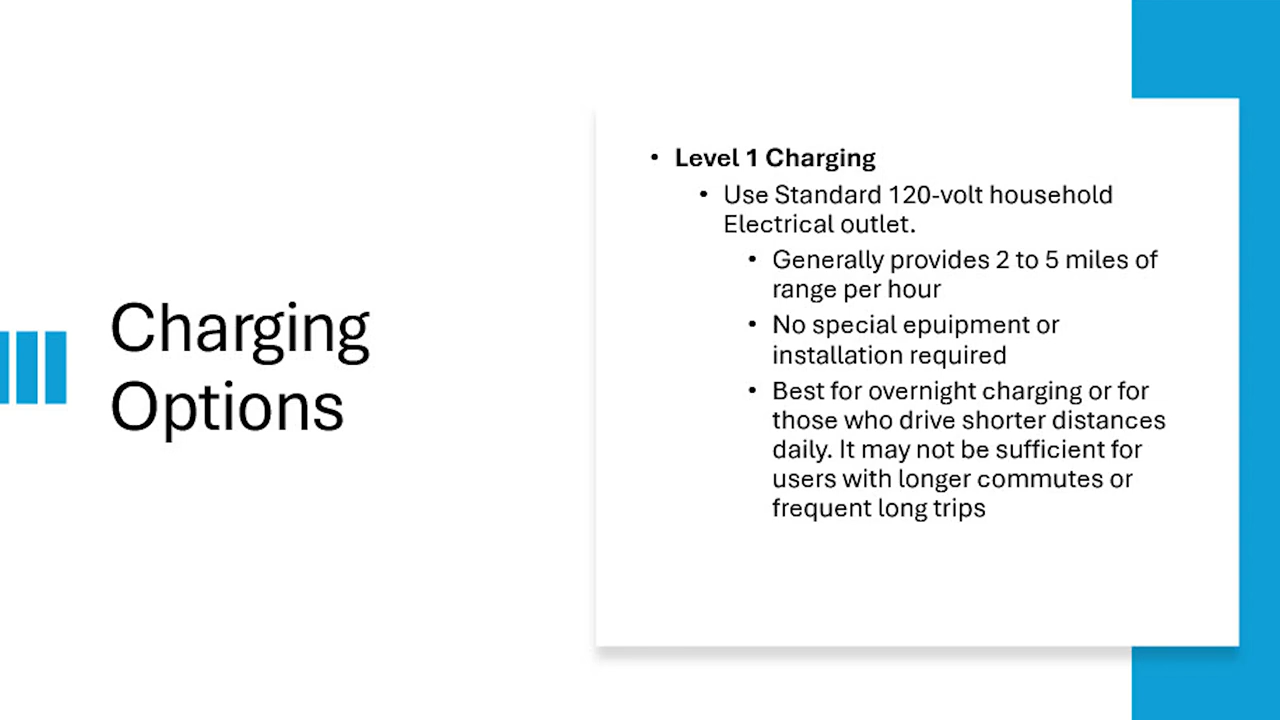 Charging
Options
• Level 1 Charging
• Use Standard 120-volt household
Electrical outlet.
• Generally provides 2 to 5 miles of
range per hour
• No special epuipment or
installation required
• Best for overnight charging or for
those who drive shorter distances
daily. It may not be sufficient for
users with longer commutes or
frequent long trips